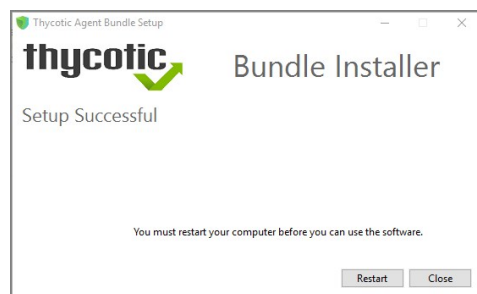 Thycotic Agent Bundle Setup
thycotic
Bundle Installer
Setup Successful
You must restart your computer before you can use the software.
Restart
Close